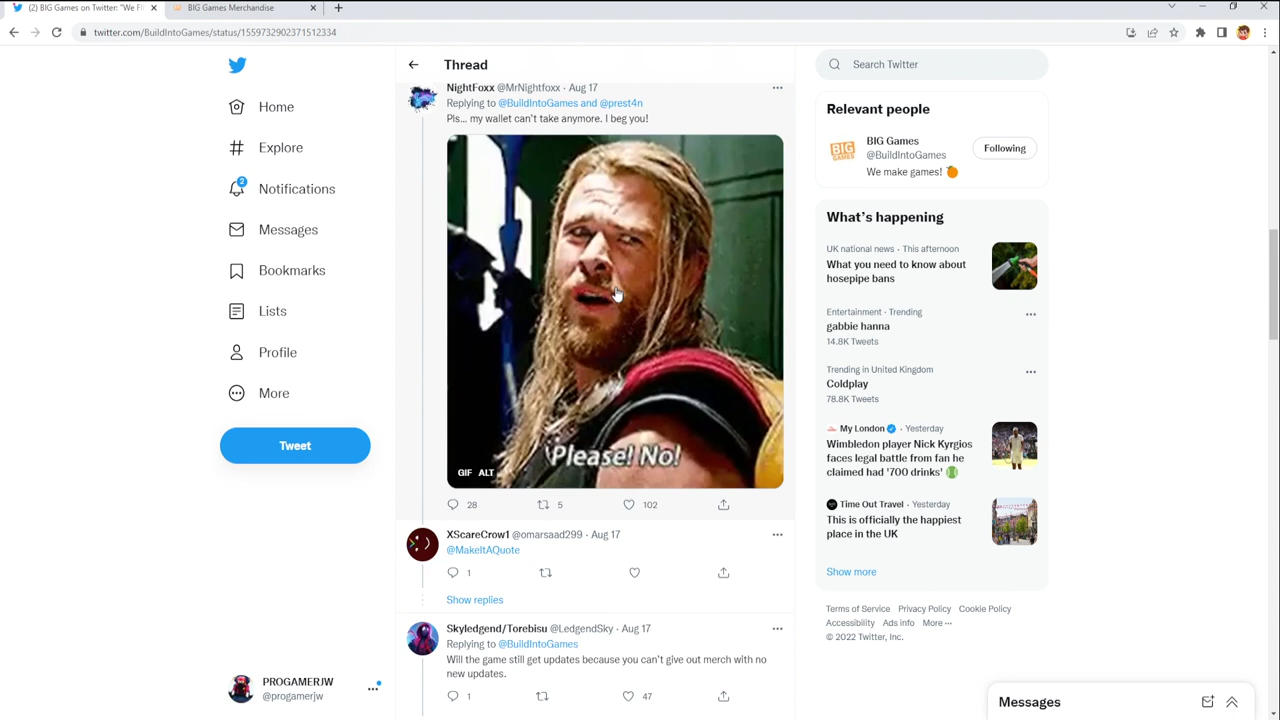 (2) BIG Games on Twitter: "We Fl
BIG Games Merchandise
twitter.com/BuildIntoGames/status/1559732902371512334
Home
Explore
2
Notifications
Messages
Bookmarks
Lists
Profile
More
Tweet
PROGAMERJW
@progamerjw
Thread
NightFoxx @MrNightfoxx · Aug 17
Replying to @BuildIntoGames and @prest4n
Pls... my wallet can't take anymore. I beg you!
Please! No!
GIF ALT
28 5 102
XScareCrow1 @omarsaad299 · Aug 17
@MakeItAQuote
1
Show replies
Skyledgend/Torebisu @LedgendSky · Aug 17
Replying to @BuildIntoGames
Will the game still get updates because you can't give out merch with no
new updates.
1 47
Search Twitter
Relevant people
BIG GAMES
BIG Games
@BuildIntoGames
We make games!
Following
What's happening
UK national news · This afternoon
What you need to know about
hosepipe bans
Entertainment · Trending
gabbie hanna
14.8K Tweets
Trending in United Kingdom
Coldplay
78.8K Tweets
My London · Yesterday
Wimbledon player Nick Kyrgios
faces legal battle from fan he
claimed had '700 drinks'
Time Out Travel · Yesterday
This is officially the happiest
place in the UK
Show more
Terms of Service Privacy Policy Cookie Policy
Accessibility Ads info More ···
© 2022 Twitter, Inc.
Messages